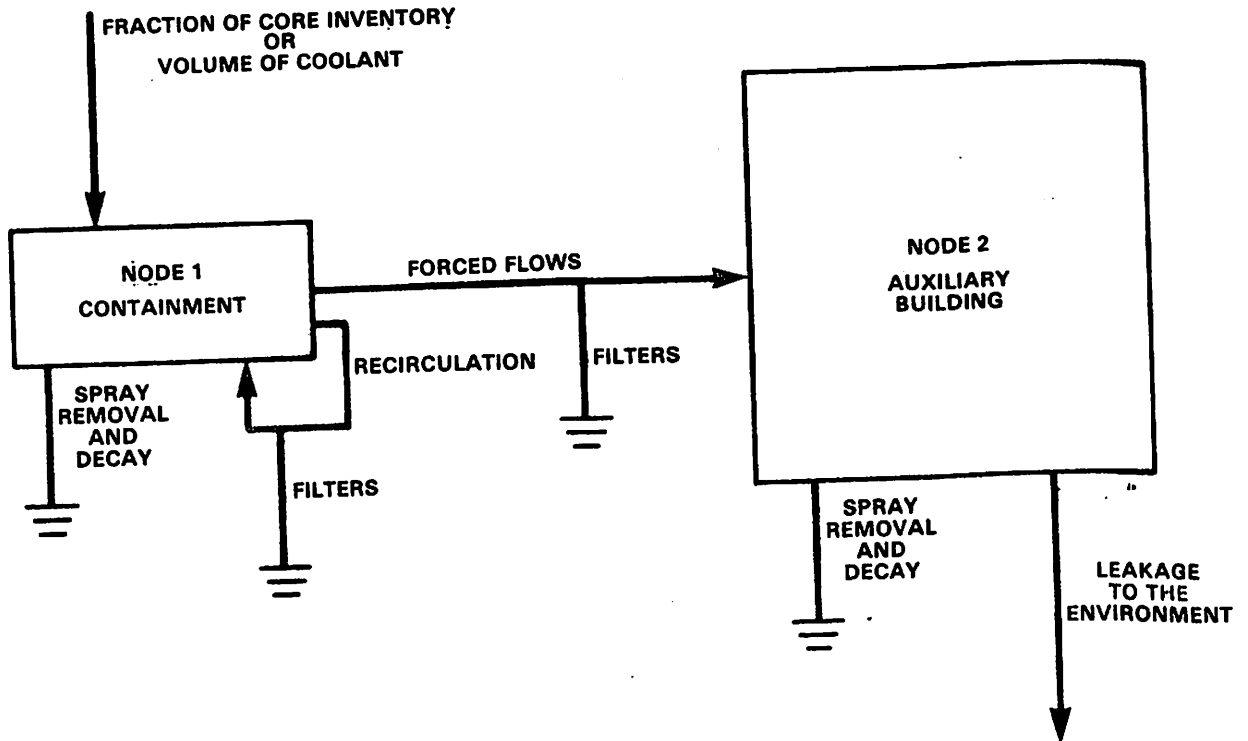 FRACTION OF CORE INVENTORY
OR
VOLUME OF COOLANT
NODE 1
CONTAINMENT
FORCED FLOWS
NODE 2
AUXILIARY
BUILDING
RECIRCULATION
FILTERS
SPRAY
REMOVAL
AND
DECAY
FILTERS
SPRAY
REMOVAL
AND
DECAY
LEAKAGE
TO THE
ENVIRONMENT